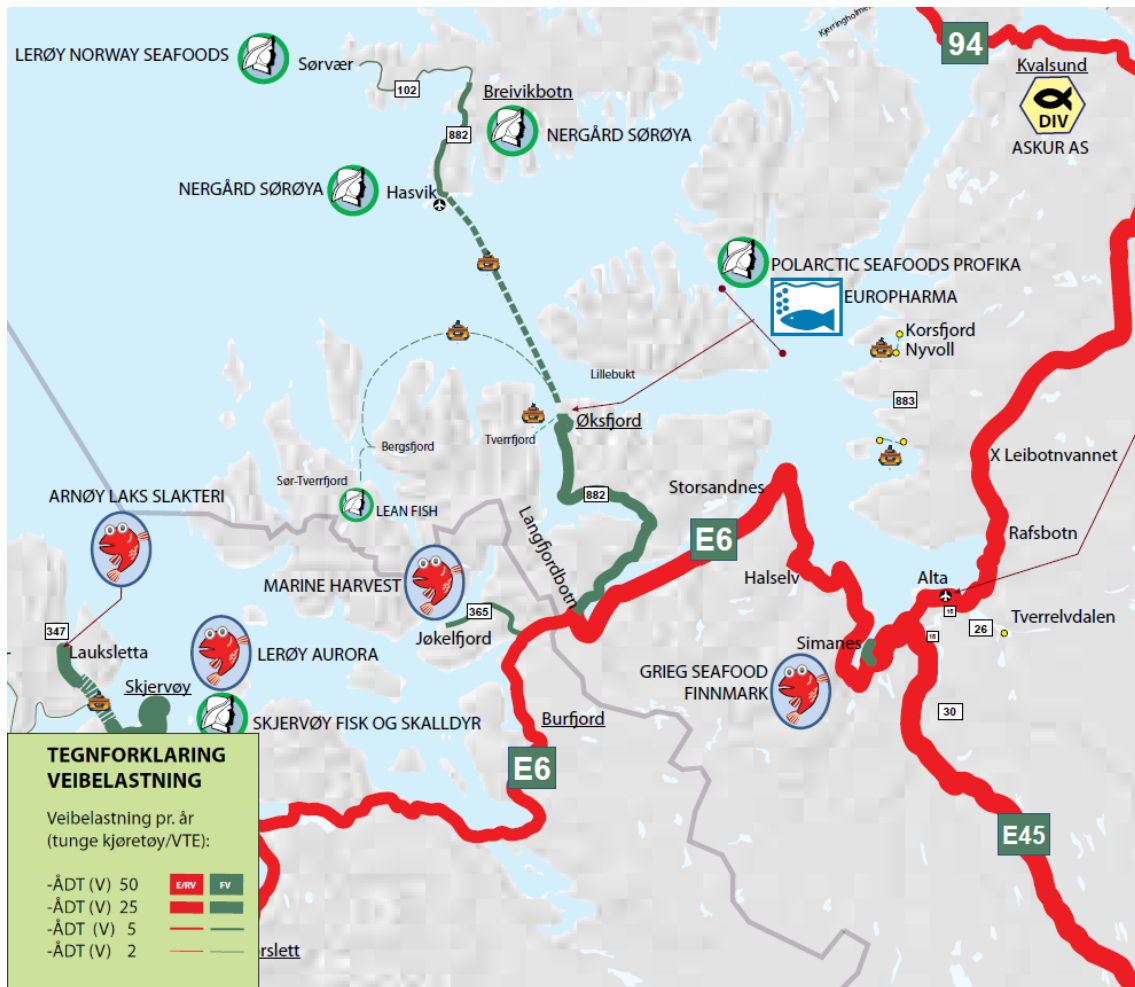 Kjerringholmen
94
LERØY NORWAY SEAFOODS
Sørvær
102
Breivikbotn
Kvalsund
DIV
ASKUR AS
882
NERGÅRD SØRØYA
NERGÅRD SØRØYA
Hasvik
POLARCTIC SEAFOODS PROFIKA
EUROPHARMA
Korsfjord
Nyvoll
Lillebukt
883
Øksfjord
Tverrfjord
Bergsfjord
X Leibotnvannet
Sør-Tverrfjord
Storsandnes
882
ARNØY LAKS SLAKTERI
LEAN FISH
Langfjordbotn
E6
Rafsbotn
MARINE HARVEST
Halselv
Alta
365
15
Jøkelfjord
26
Tverrelvdalen
347
15
Lauksletta
LERØY AURORA
Simanes
GRIEG SEAFOOD
FINNMARK
Skjervøy
SKJERVØY FISK OG SKALLDYR
Burfjord
30
E6
TEGNFORKLARING
VEIBELASTNING
Veibelastning pr. år
(tunge kjøretøy/VTE):
E45
-ÅDT (V) 50 E/RV FV
-ÅDT (V) 25
-ÅDT (V) 5
-ÅDT (V) 2
rslett